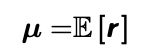 μ = 𝔼[r]